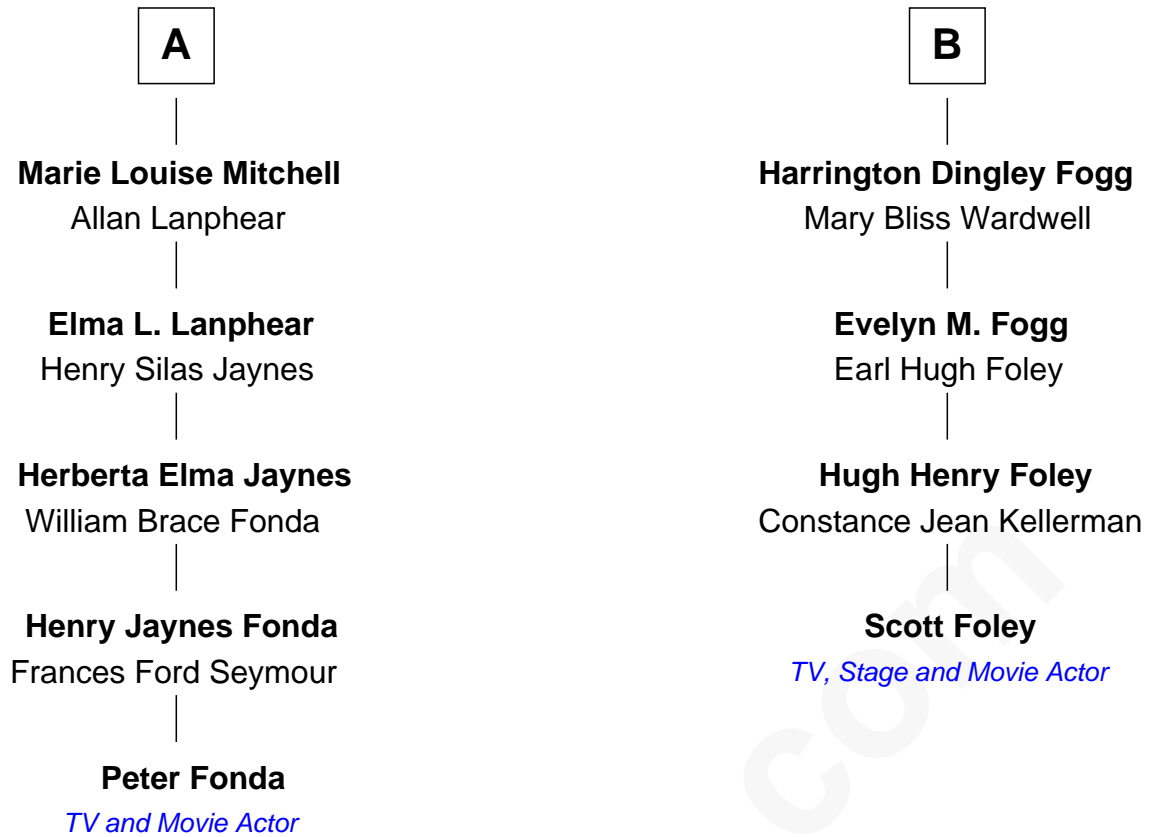 A
Marie Louise Mitchell
Allan Lanphear
Elma L. Lanphear
Henry Silas Jaynes
Herberta Elma Jaynes
William Brace Fonda
Henry Jaynes Fonda
Frances Ford Seymour
Peter Fonda
TV and Movie Actor
B
Harrington Dingley Fogg
Mary Bliss Wardwell
Evelyn M. Fogg
Earl Hugh Foley
Hugh Henry Foley
Constance Jean Kellerman
Scott Foley
TV, Stage and Movie Actor
com